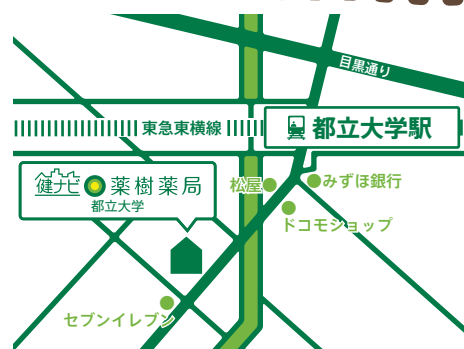 目黒通り
東急東横線
都立大学駅
健ナビ 薬樹薬局
都立大学
松屋
みずほ銀行
ドコモショップ
セブンイレブン